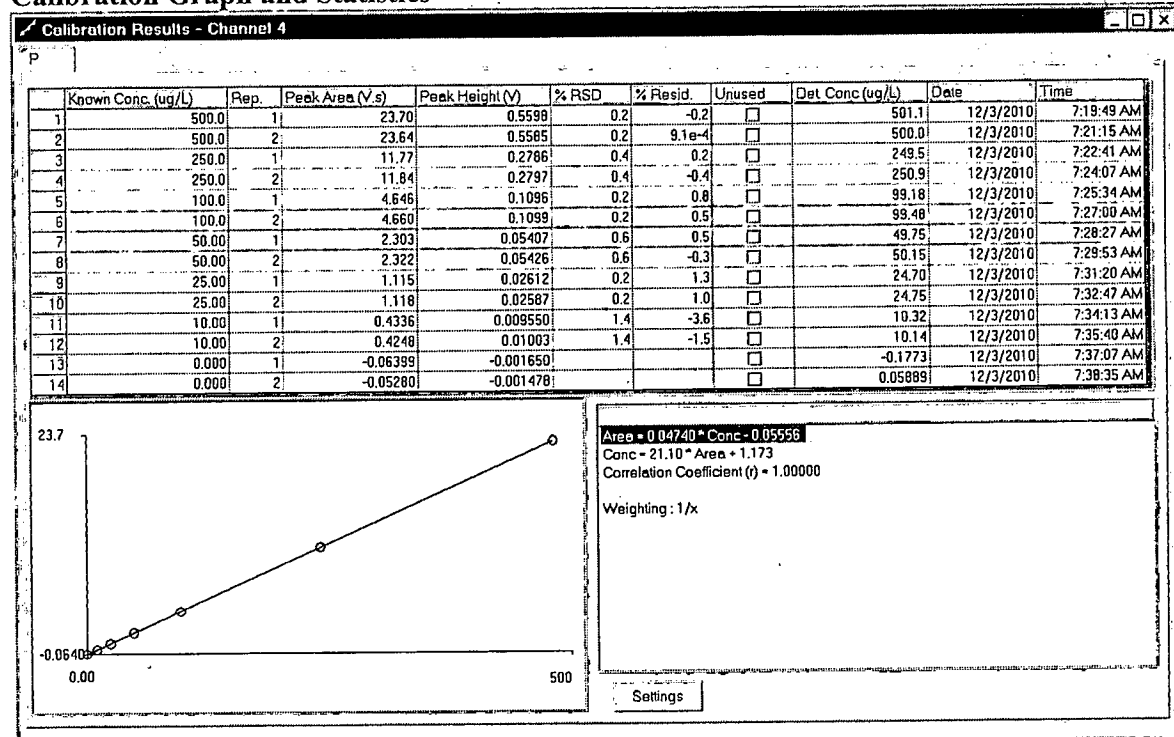 Calibration Graph and Statistics
Calibration Results - Channel 4
P
Known Conc. (ug/L) Rep. Peak Area (V.s) Peak Height (V) % RSD % Resid. Unused Det. Conc (ug/L) Date Time
1 500.0 1 23.70 0.5598 0.2 -0.2 501.1 12/3/2010 7:19:49 AM
2 500.0 2 23.64 0.5585 0.2 9.1e-4 500.0 12/3/2010 7:21:15 AM
3 250.0 1 11.77 0.2786 0.4 0.2 249.5 12/3/2010 7:22:41 AM
4 250.0 2 11.84 0.2797 0.4 -0.4 250.9 12/3/2010 7:24:07 AM
5 100.0 1 4.646 0.1096 0.2 0.8 99.18 12/3/2010 7:25:34 AM
6 100.0 2 4.660 0.1099 0.2 0.5 99.48 12/3/2010 7:27:00 AM
7 50.00 1 2.303 0.05407 0.6 0.5 49.75 12/3/2010 7:28:27 AM
8 50.00 2 2.322 0.05426 0.6 -0.3 50.15 12/3/2010 7:29:53 AM
9 25.00 1 1.115 0.02612 0.2 1.3 24.70 12/3/2010 7:31:20 AM
10 25.00 2 1.118 0.02587 0.2 1.0 24.75 12/3/2010 7:32:47 AM
11 10.00 1 0.4336 0.009550 1.4 -3.6 10.32 12/3/2010 7:34:13 AM
12 10.00 2 0.4248 0.01003 1.4 -1.5 10.14 12/3/2010 7:35:40 AM
13 0.000 1 -0.06399 -0.001650 -0.1773 12/3/2010 7:37:07 AM
14 0.000 2 -0.05280 -0.001478 0.05889 12/3/2010 7:38:35 AM
23.7
-0.0640
0.00 500
Area = 0.04740 * Conc - 0.05556
Conc = 21.10 * Area + 1.173
Correlation Coefficient (r) = 1.00000
Weighting : 1/x
Settings